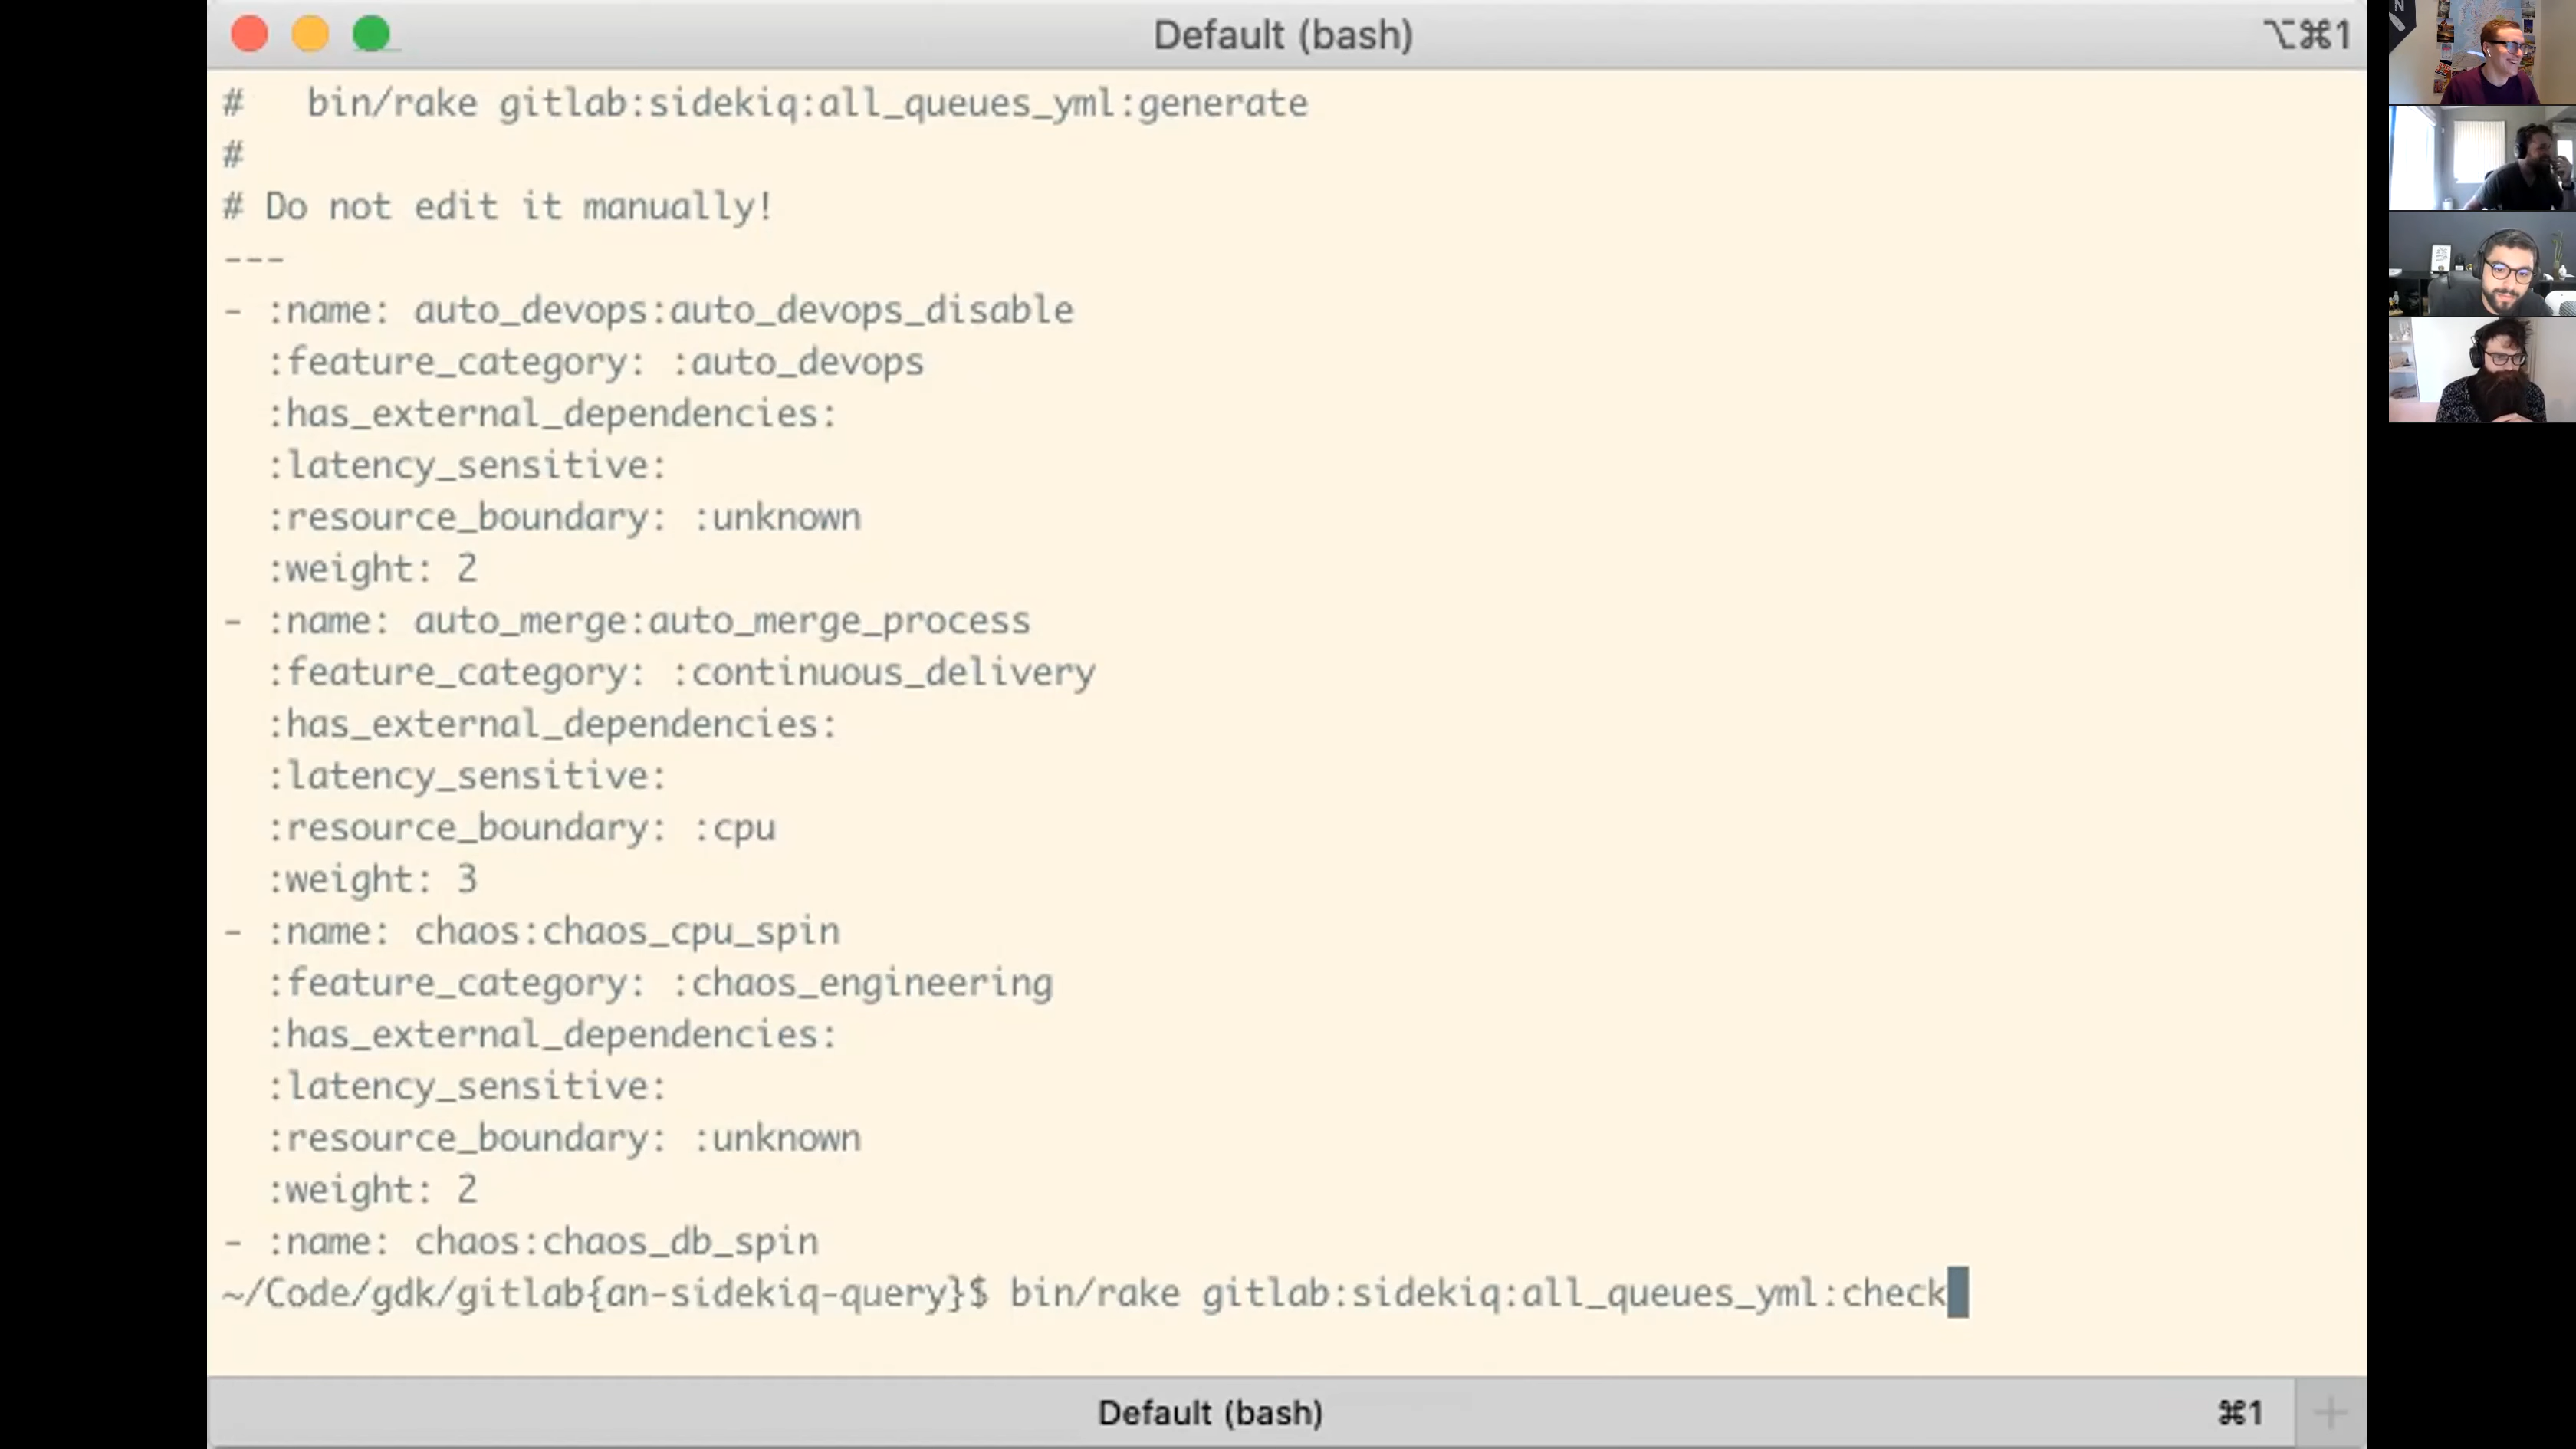 Default (bash)
⌥⌘1
#   bin/rake gitlab:sidekiq:all_queues_yml:generate
#
# Do not edit it manually!
---
- :name: auto_devops:auto_devops_disable
  :feature_category: :auto_devops
  :has_external_dependencies:
  :latency_sensitive:
  :resource_boundary: :unknown
  :weight: 2
- :name: auto_merge:auto_merge_process
  :feature_category: :continuous_delivery
  :has_external_dependencies:
  :latency_sensitive:
  :resource_boundary: :cpu
  :weight: 3
- :name: chaos:chaos_cpu_spin
  :feature_category: :chaos_engineering
  :has_external_dependencies:
  :latency_sensitive:
  :resource_boundary: :unknown
  :weight: 2
- :name: chaos:chaos_db_spin
~/Code/gdk/gitlab{an-sidekiq-query}$ bin/rake gitlab:sidekiq:all_queues_yml:check
Default (bash)
⌘1
+
N